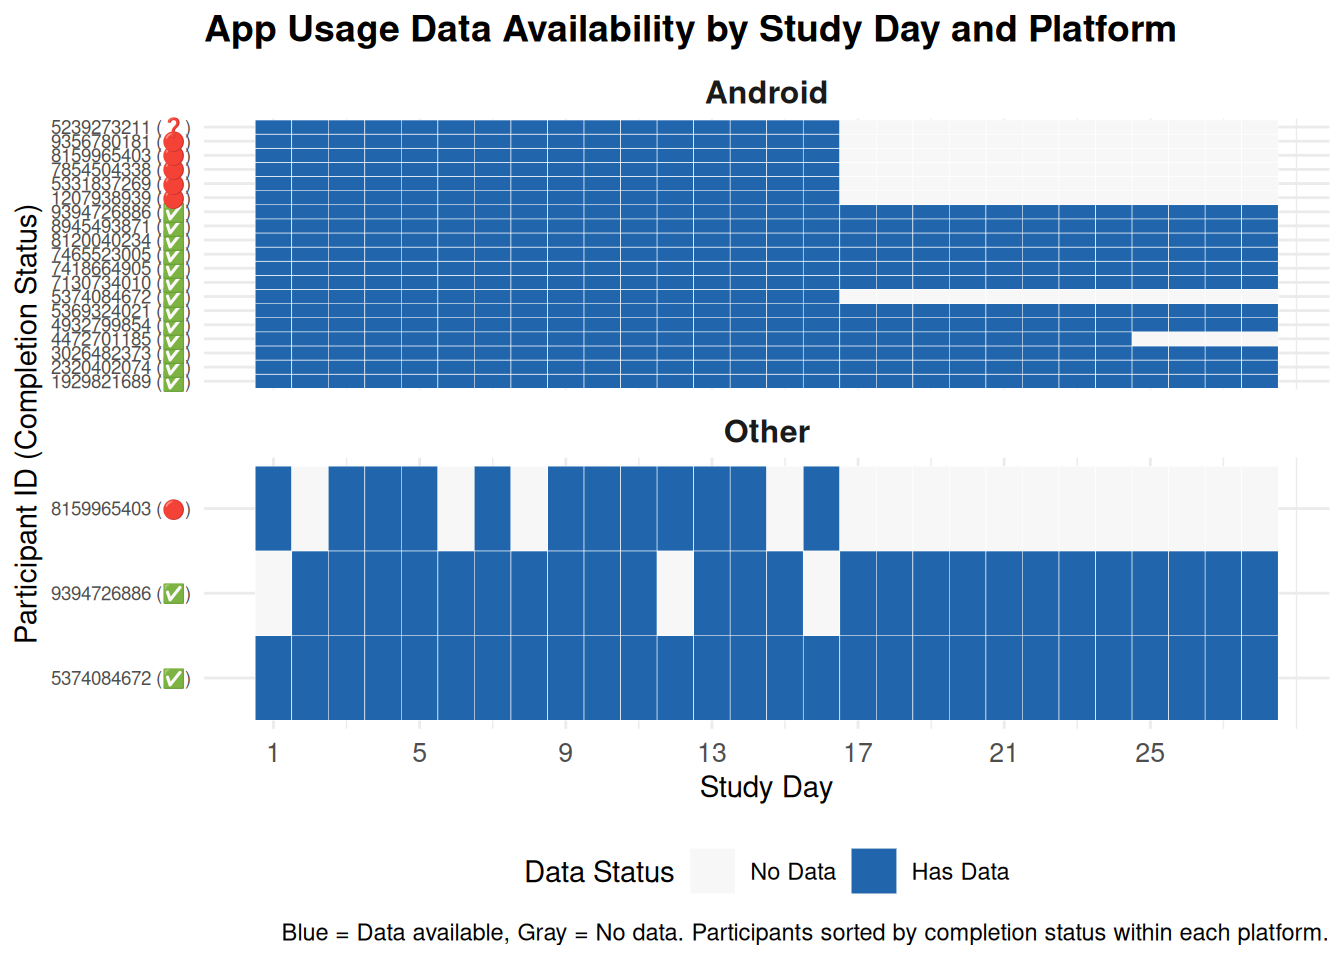 App Usage Data Availability by Study Day and Platform
Android
5239273211 (❓)
9356780181 (🔴)
8159965403 (🔴)
7854504338 (🔴)
5331837269 (🔴)
1207938939 (🔴)
9394726886 (✅)
8945493871 (✅)
8120040234 (✅)
7465523005 (✅)
7418664905 (✅)
7130734010 (✅)
5374084672 (✅)
5369324021 (✅)
4932799854 (✅)
4472701185 (✅)
3026482373 (✅)
2320402074 (✅)
1929821689 (✅)
Participant ID (Completion Status)
Other
8159965403 (🔴)
9394726886 (✅)
5374084672 (✅)
1 5 9 13 17 21 25
Study Day
Data Status No Data Has Data
Blue = Data available, Gray = No data. Participants sorted by completion status within each platform.